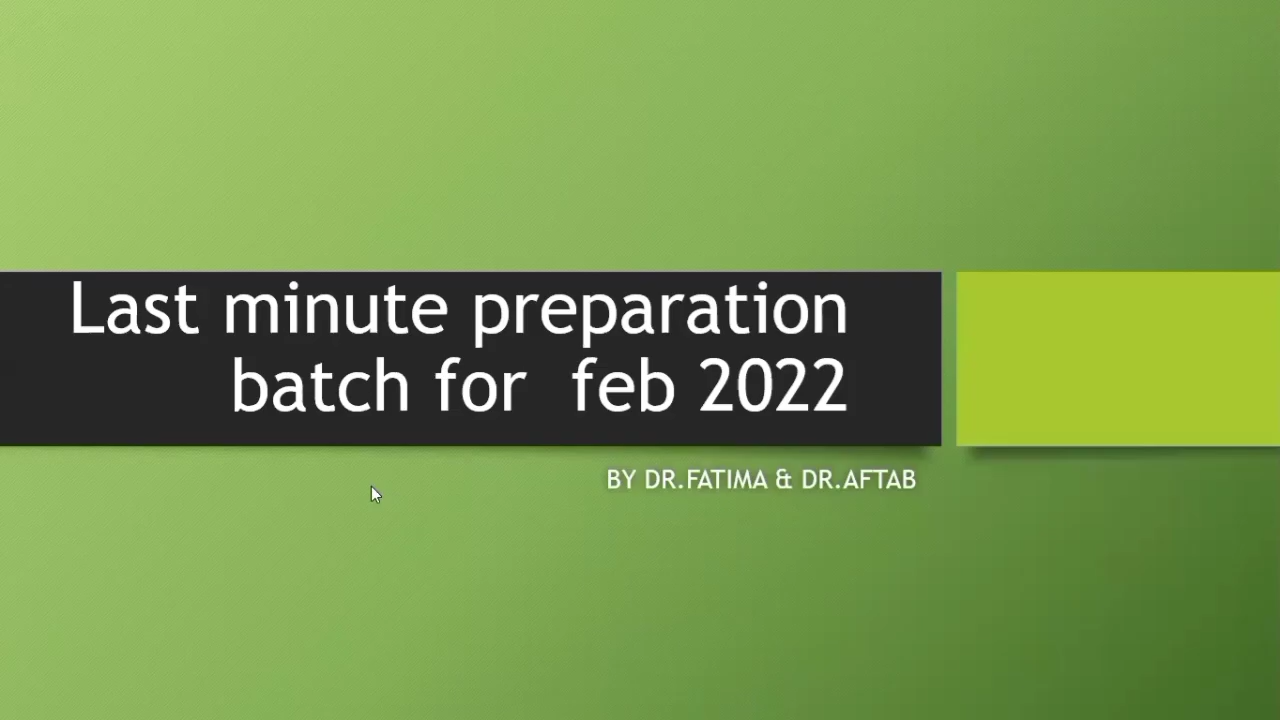 Last minute preparation
batch for feb 2022
BY DR.FATIMA & DR.AFTAB